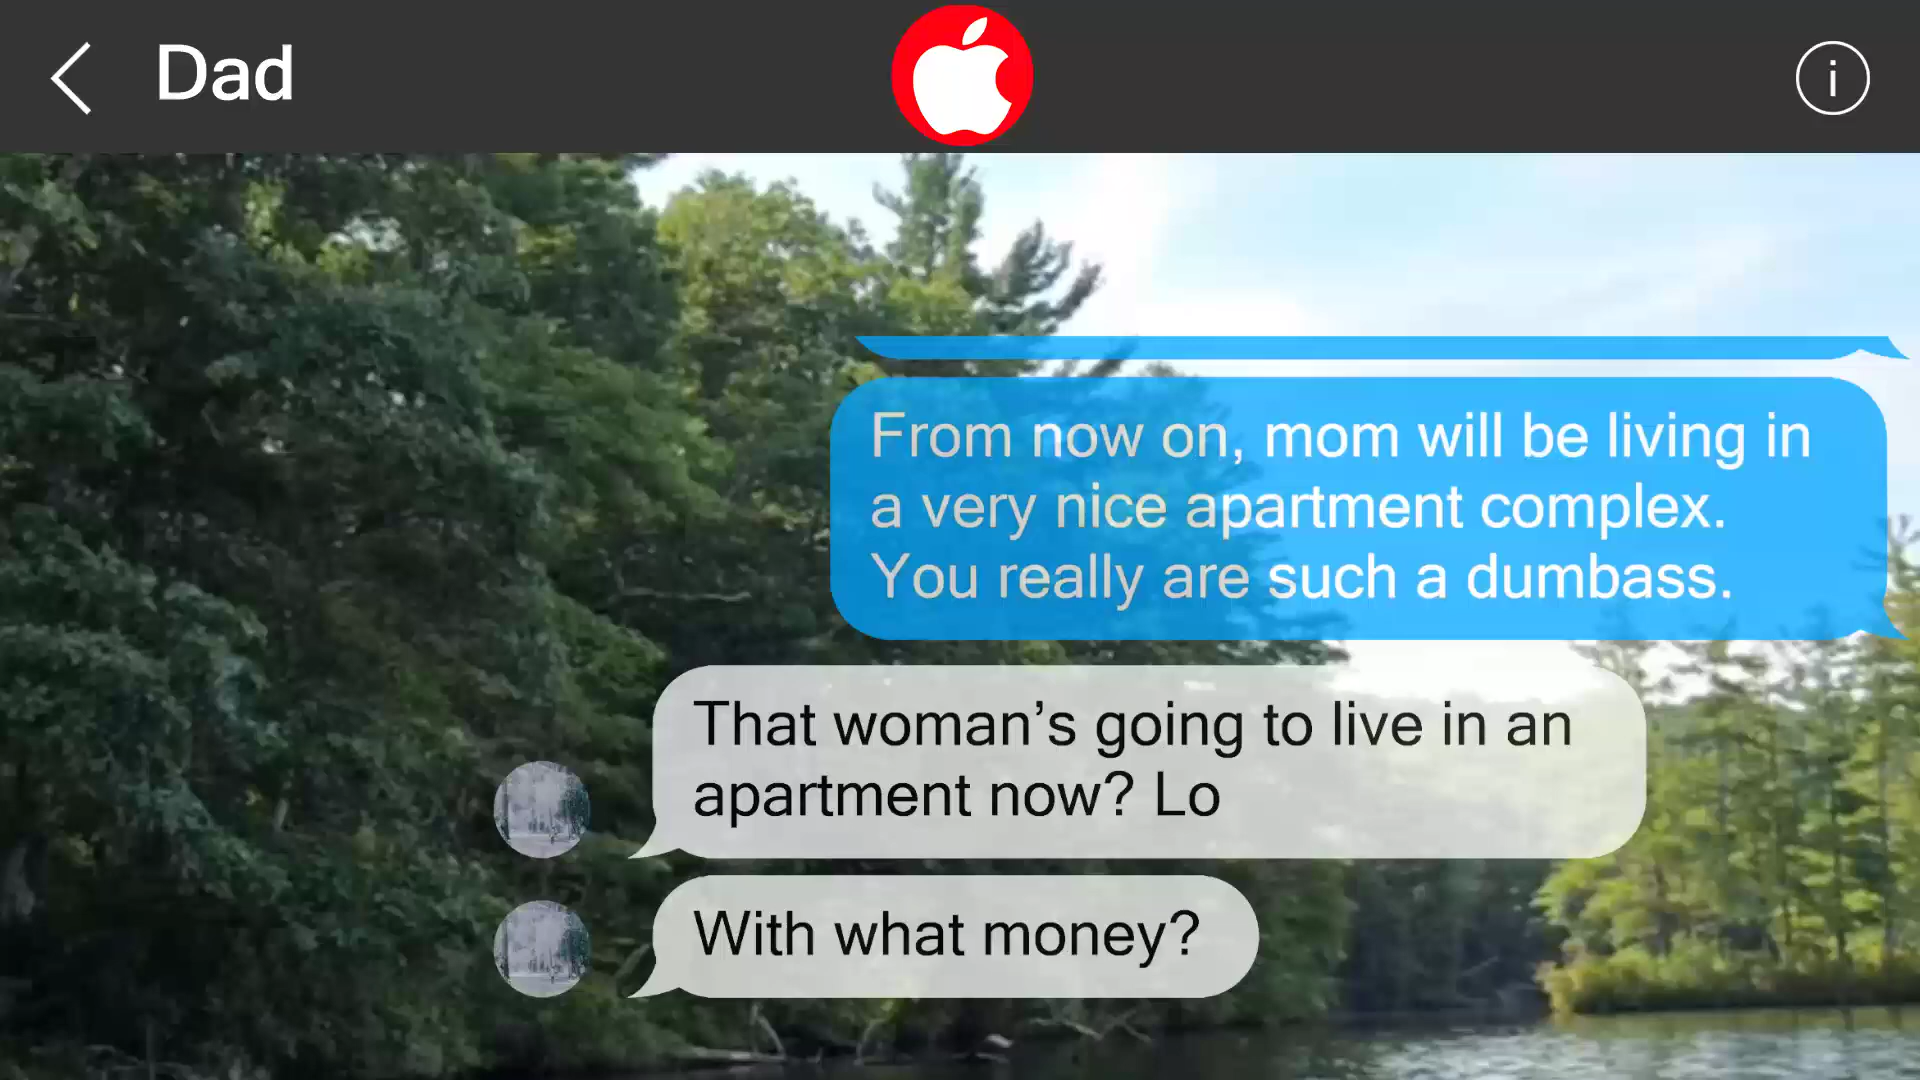 Dad
From now on, mom will be living in
a very nice apartment complex.
You really are such a dumbass.
That woman’s going to live in an
apartment now? Lo
With what money?